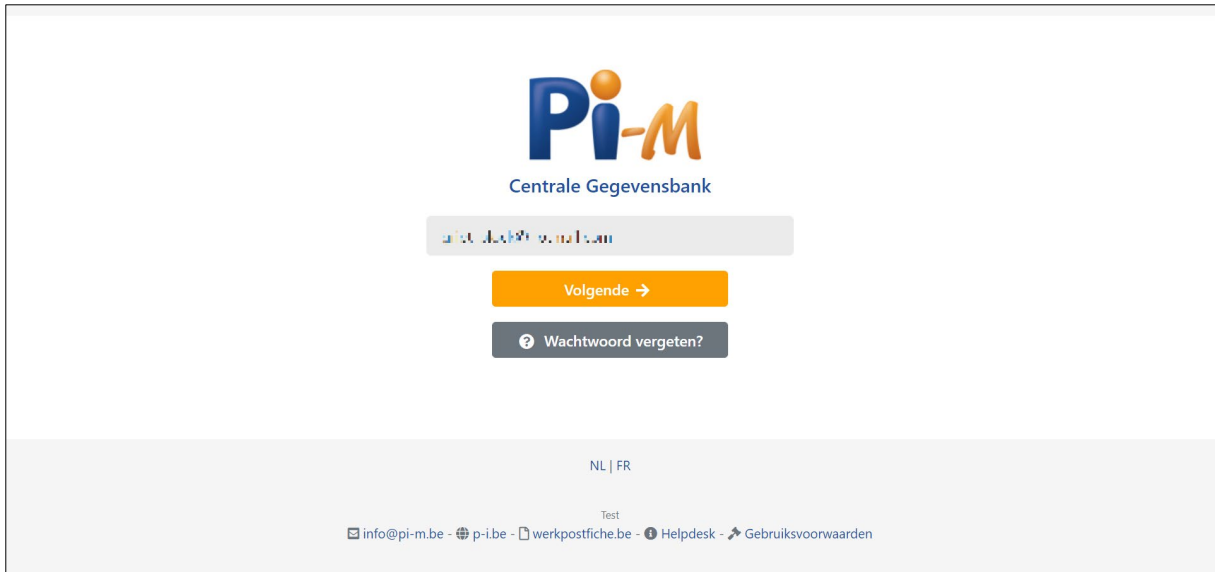 Pi-M
Centrale Gegevensbank
Volgende →
Wachtwoord vergeten?
NL | FR
Test
info@pi-m.be - p-i.be - werkpostfiche.be - Helpdesk - Gebruiksvoorwaarden